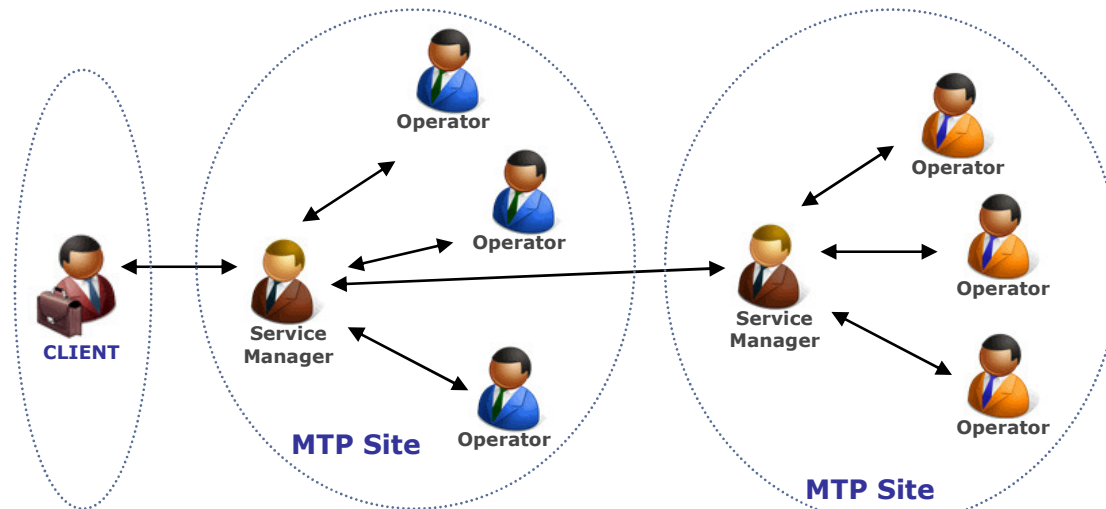 CLIENT
Operator
Operator
Service
Manager
Operator
MTP Site
Operator
Operator
Service
Manager
Operator
MTP Site